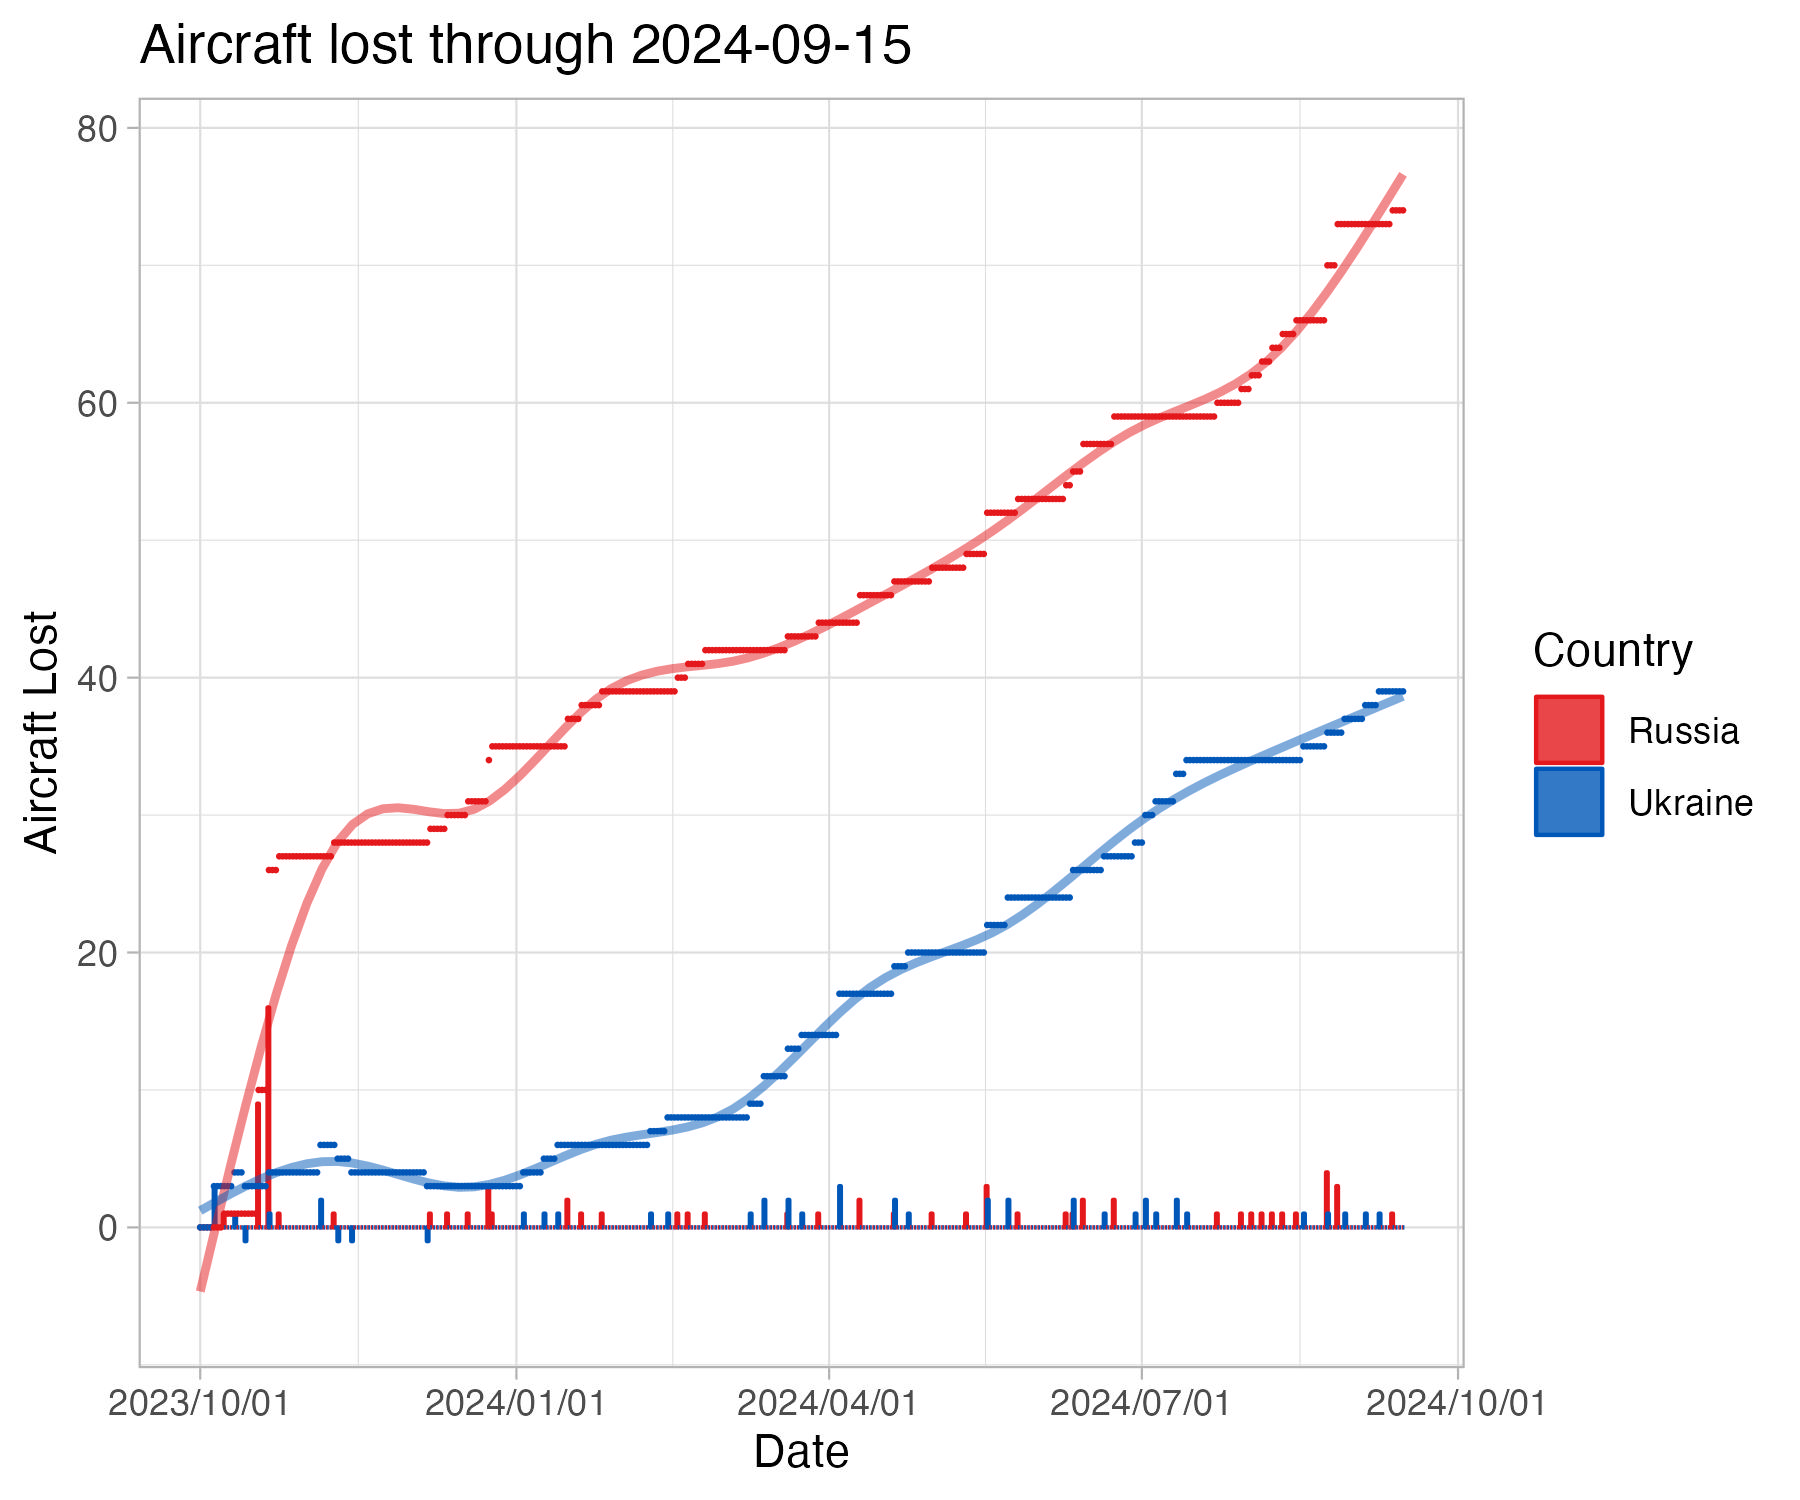 Aircraft lost through 2024-09-15
80
60
40
20
0
Aircraft Lost
2023/10/01
2024/01/01
2024/04/01
2024/07/01
2024/10/01
Date
Country
Russia
Ukraine